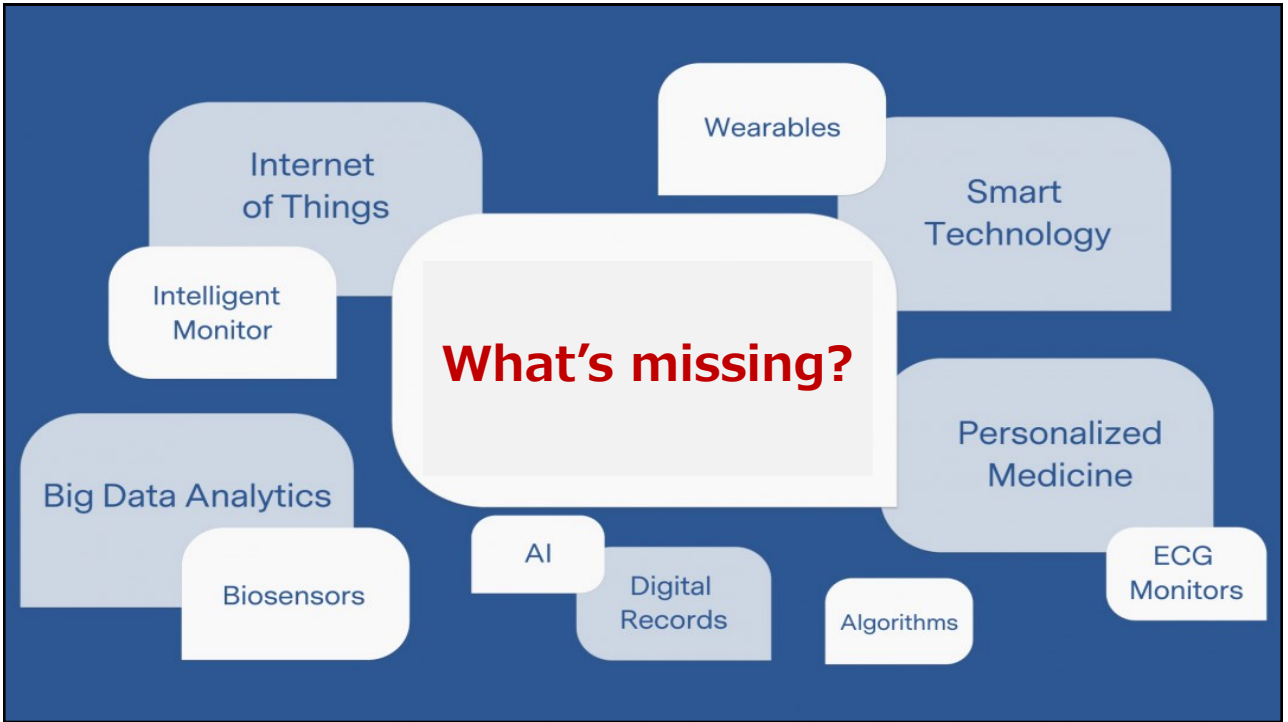 Wearables
Internet
of Things
Smart
Technology
Intelligent
Monitor
What’s missing?
Personalized
Medicine
Big Data Analytics
AI
ECG
Monitors
Biosensors
Digital
Records
Algorithms